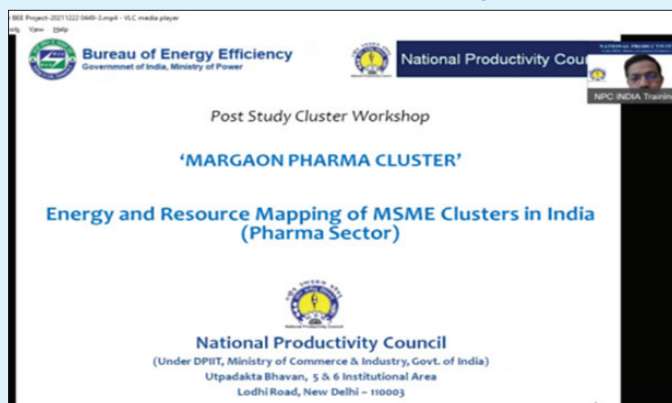 BEE Project-20211222 0449-3.mp4 - VLC media player
View Help
Bureau of Energy Efficiency
Governmnet of India, Ministry of Power
National Productivity Cou
NATIONAL PRODUCTIV
NPC INDIA Trainin
Post Study Cluster Workshop
‘MARGAON PHARMA CLUSTER’
Energy and Resource Mapping of MSME Clusters in India
(Pharma Sector)
National Productivity Council
(Under DPIIT, Ministry of Commerce & Industry, Govt. of India)
Utpadakta Bhavan, 5 & 6 Institutional Area
Lodhi Road, New Delhi – 110003